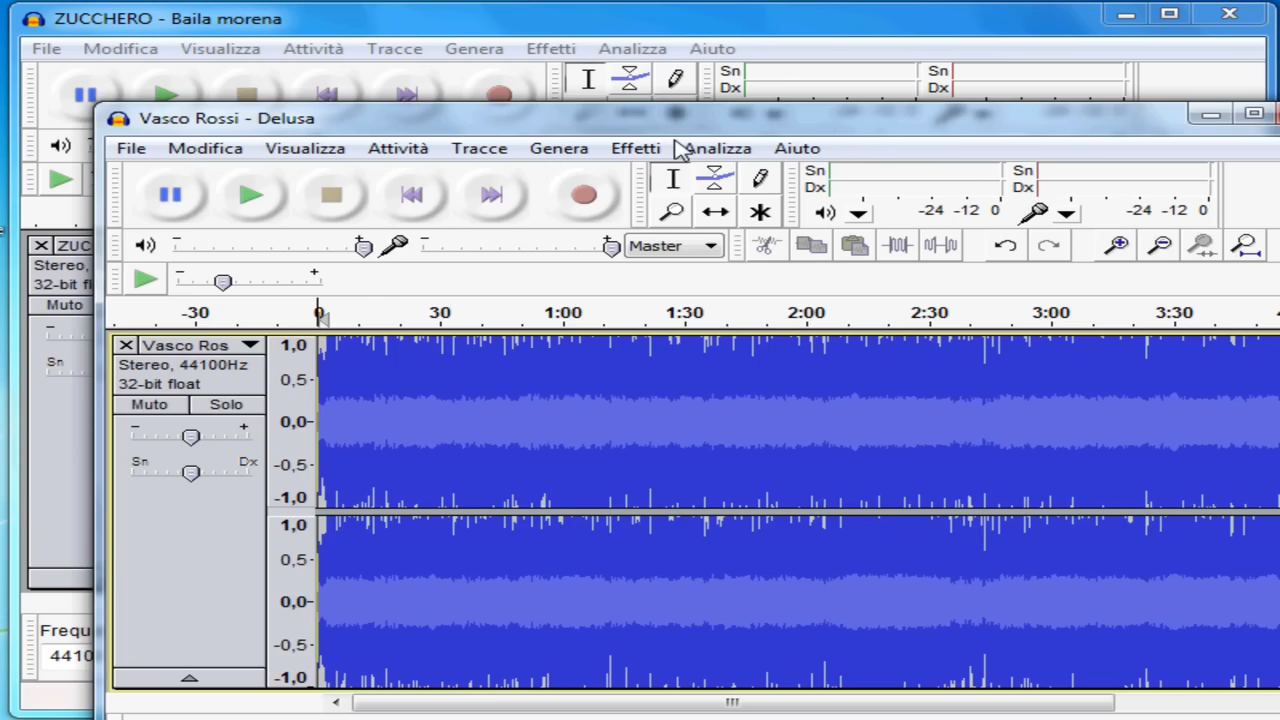 ZUCCHERO - Baila morena
File Modifica Visualizza Attività Tracce Genera Effetti Analizza Aiuto
Sn Sn
Dx Dx
Vasco Rossi - Delusa
File Modifica Visualizza Attività Tracce Genera Effetti Analizza Aiuto
Sn Sn
Dx Dx
-24 -12 0 -24 -12 0
Master
-30 0 30 1:00 1:30 2:00 2:30 3:00 3:30
ZUC
Stereo,
32-bit fl
Muto
Sn
Vasco Ros
Stereo, 44100Hz
32-bit float
Muto Solo
- +
Sn Dx
1,0
0,5-
0,0-
-0,5-
-1,0
1,0
0,5-
0,0-
-0,5-
-1,0
Frequ
4410